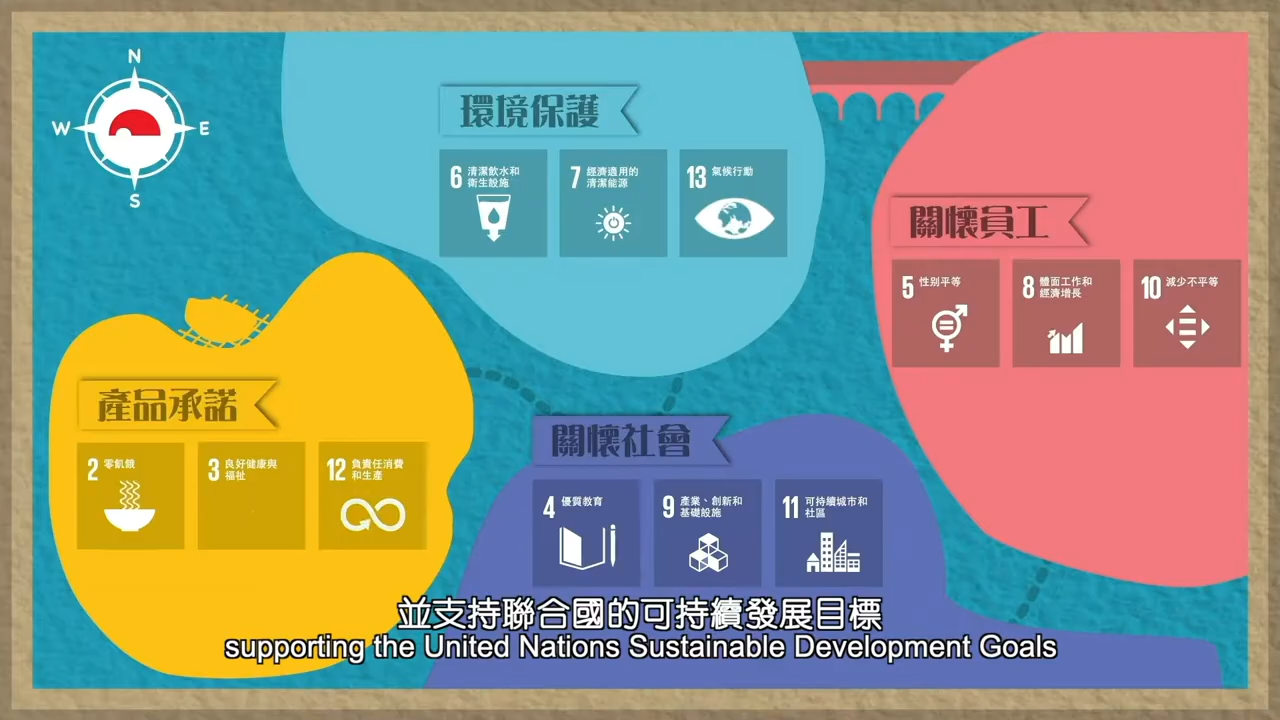 N
W
E
S
環境保護
6 清潔飲水和
衛生設施
7 經濟適用的
清潔能源
13 氣候行動
關懷員工
5 性別平等
8 體面工作和
經濟增長
10 減少不平等
產品承諾
2 零飢餓
3 良好健康與
福祉
12 負責任消費
和生產
關懷社會
4 優質教育
9 產業、創新和
基礎設施
11 可持續城市和
社區
並支持聯合國的可持續發展目標
supporting the United Nations Sustainable Development Goals